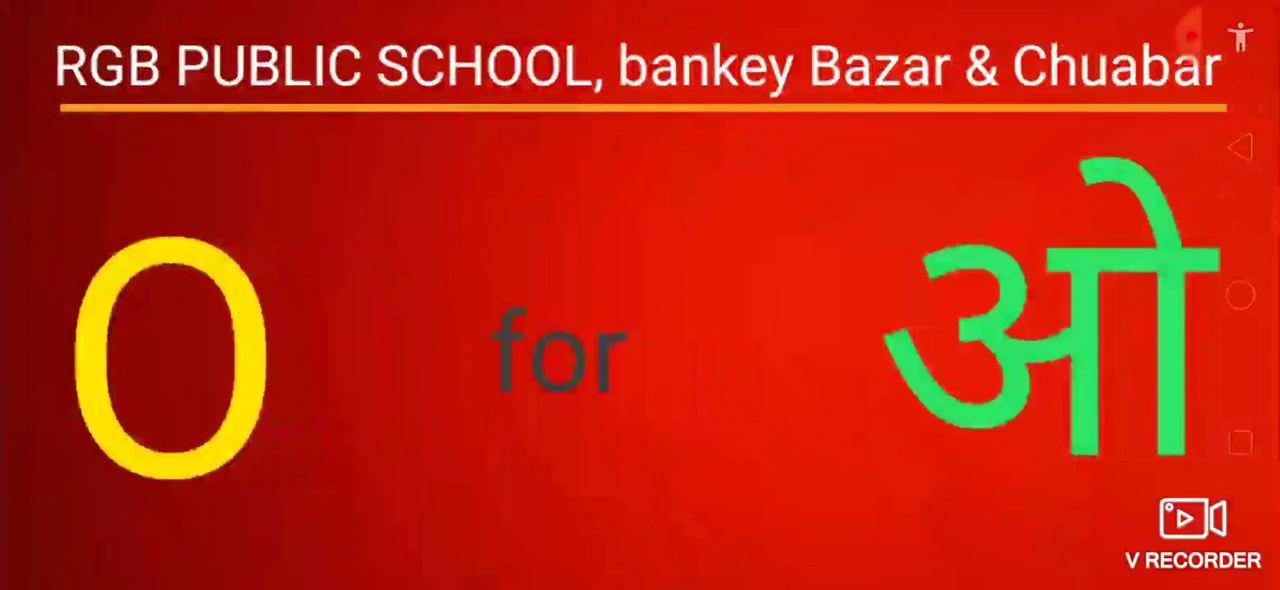 RGB PUBLIC SCHOOL, bankey Bazar & Chuabar
O for ओ
V RECORDER